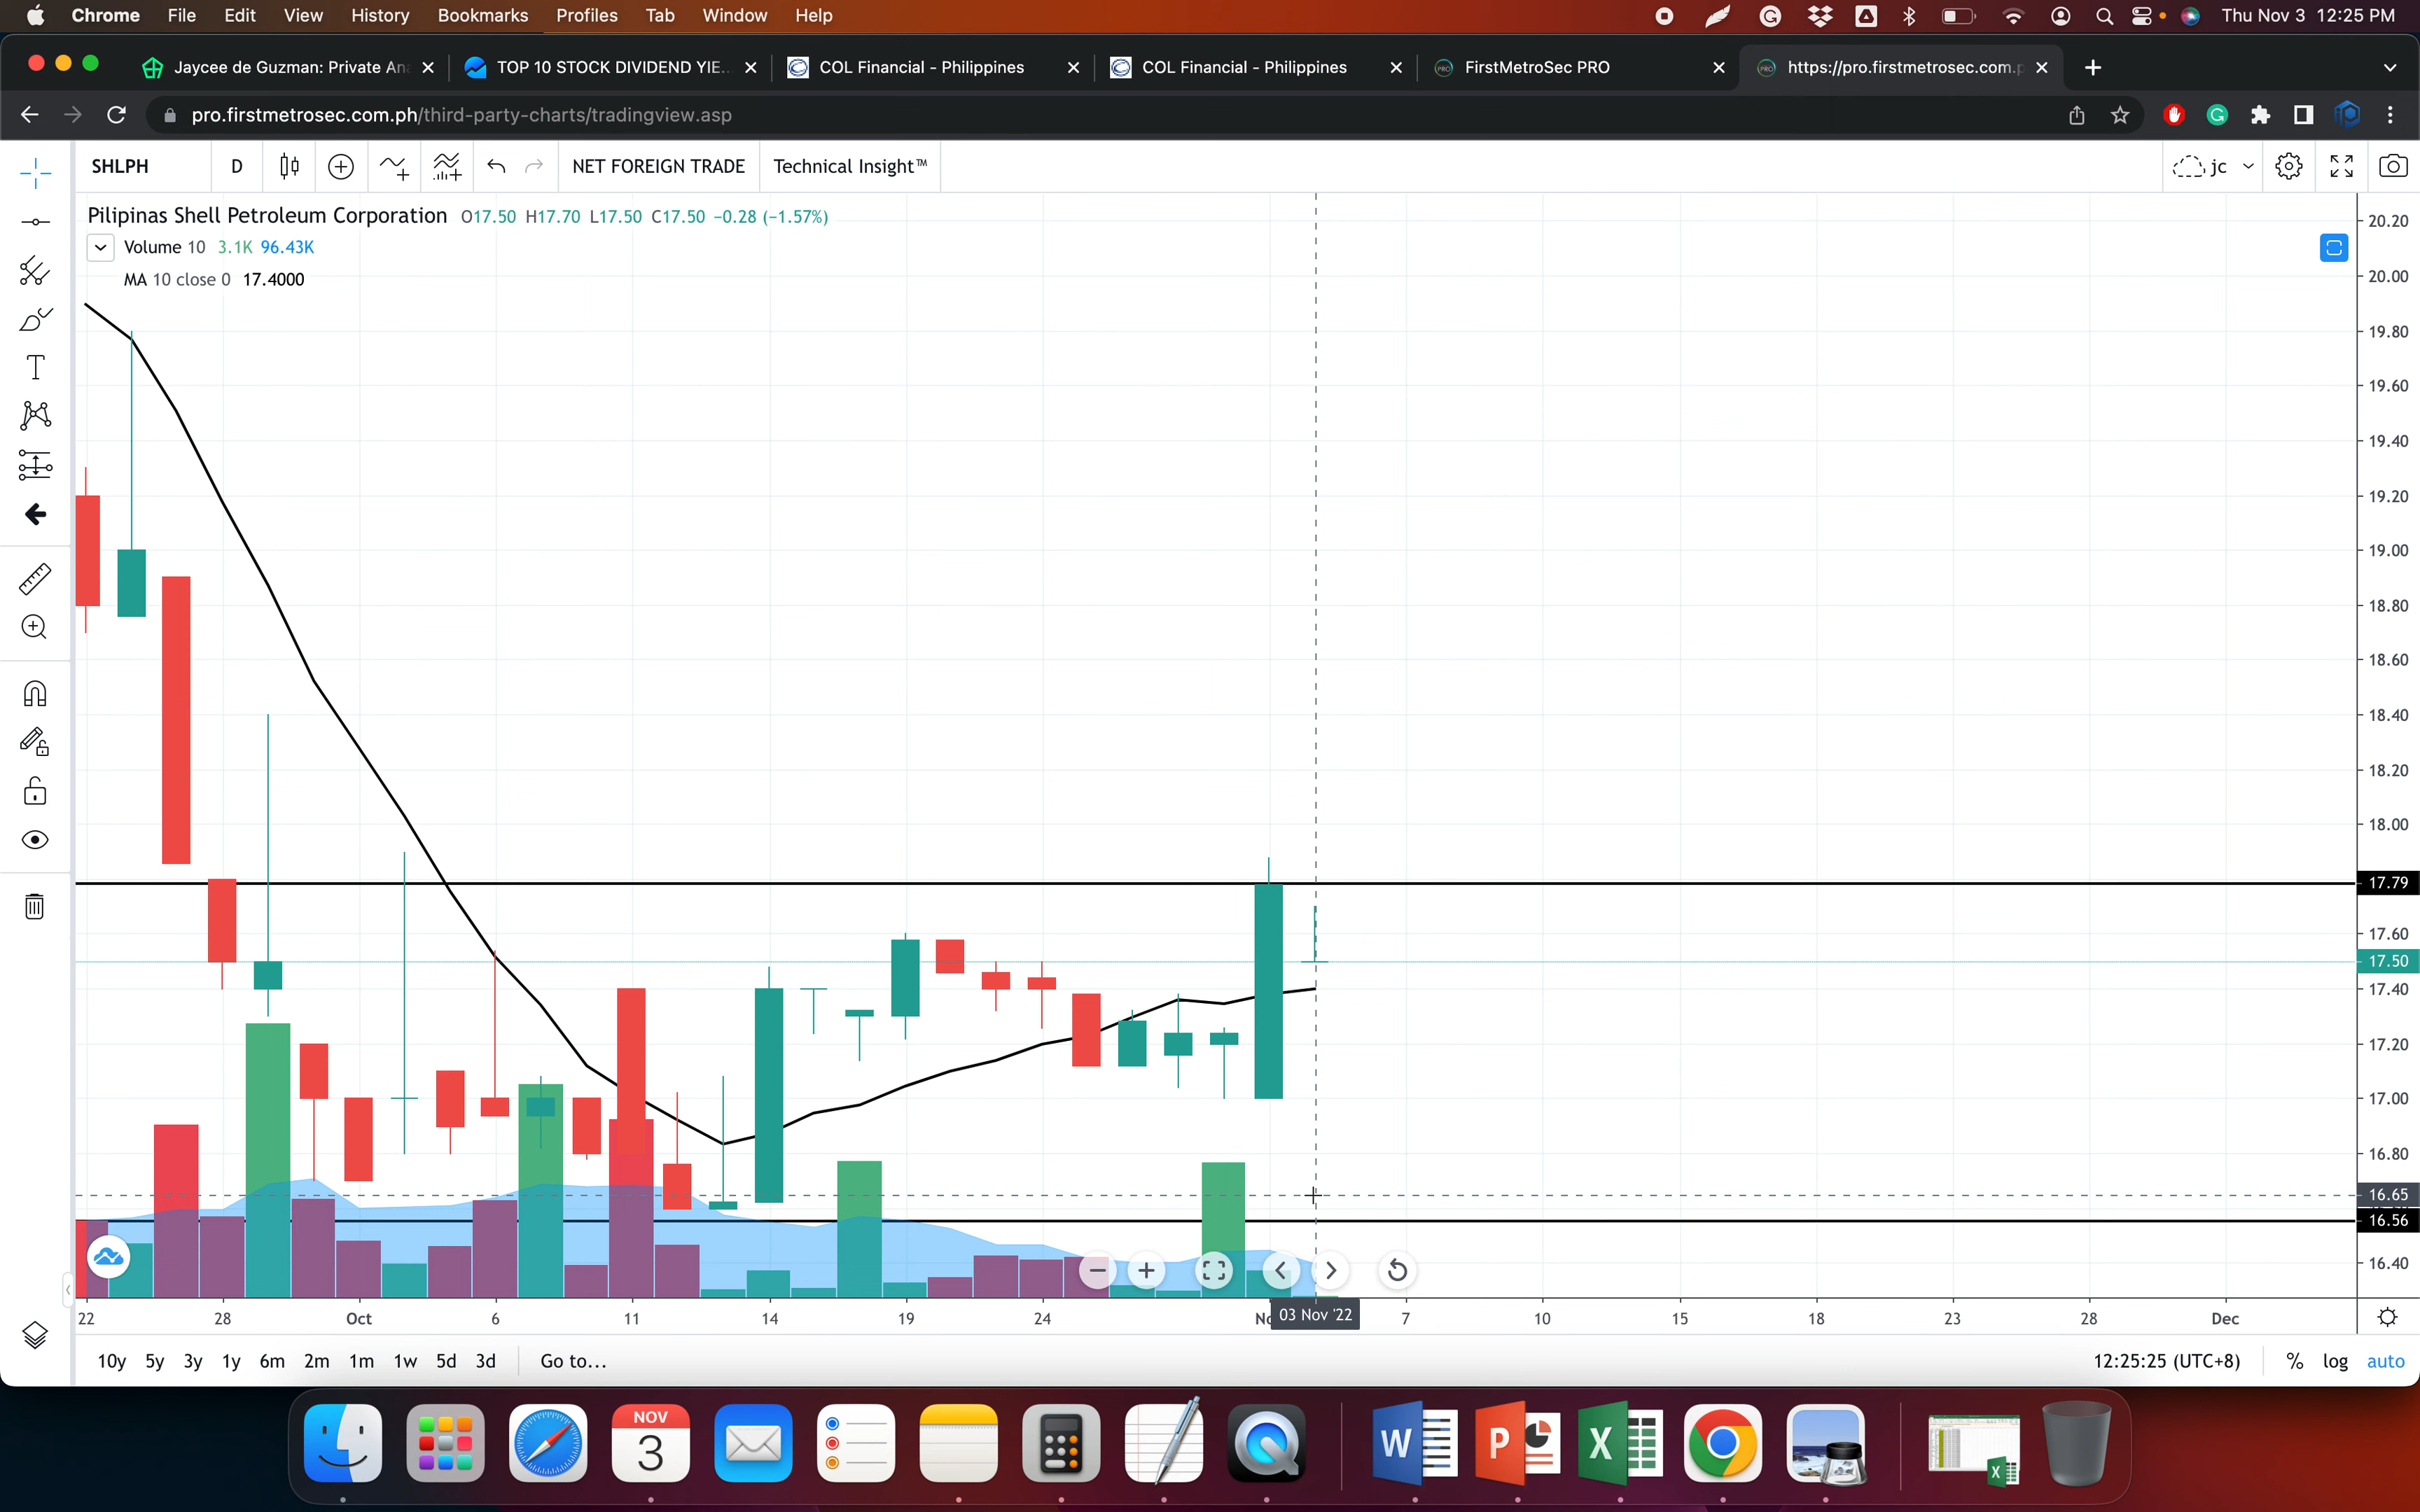 Chrome File Edit View History Bookmarks Profiles Tab Window Help Thu Nov 3 12:25 PM
Jaycee de Guzman: Private An TOP 10 STOCK DIVIDEND YIE... COL Financial - Philippines COL Financial - Philippines FirstMetroSec PRO https://pro.firstmetrosec.com.p
pro.firstmetrosec.com.ph/third-party-charts/tradingview.asp
SHLPH D NET FOREIGN TRADE Technical Insight™ jc
Pilipinas Shell Petroleum Corporation O17.50 H17.70 L17.50 C17.50 −0.28 (−1.57%)
Volume 10 3.1K 96.43K
MA 10 close 0 17.4000
20.20
20.00
19.80
19.60
19.40
19.20
19.00
18.80
18.60
18.40
18.20
18.00
17.79
17.60
17.50
17.40
17.20
17.00
16.80
16.65
16.56
16.40
22 28 Oct 6 11 14 19 24 No 03 Nov '22 7 10 15 18 23 28 Dec
10y 5y 3y 1y 6m 2m 1m 1w 5d 3d Go to... 12:25:25 (UTC+8) % log auto
NOV
3
W P X
X